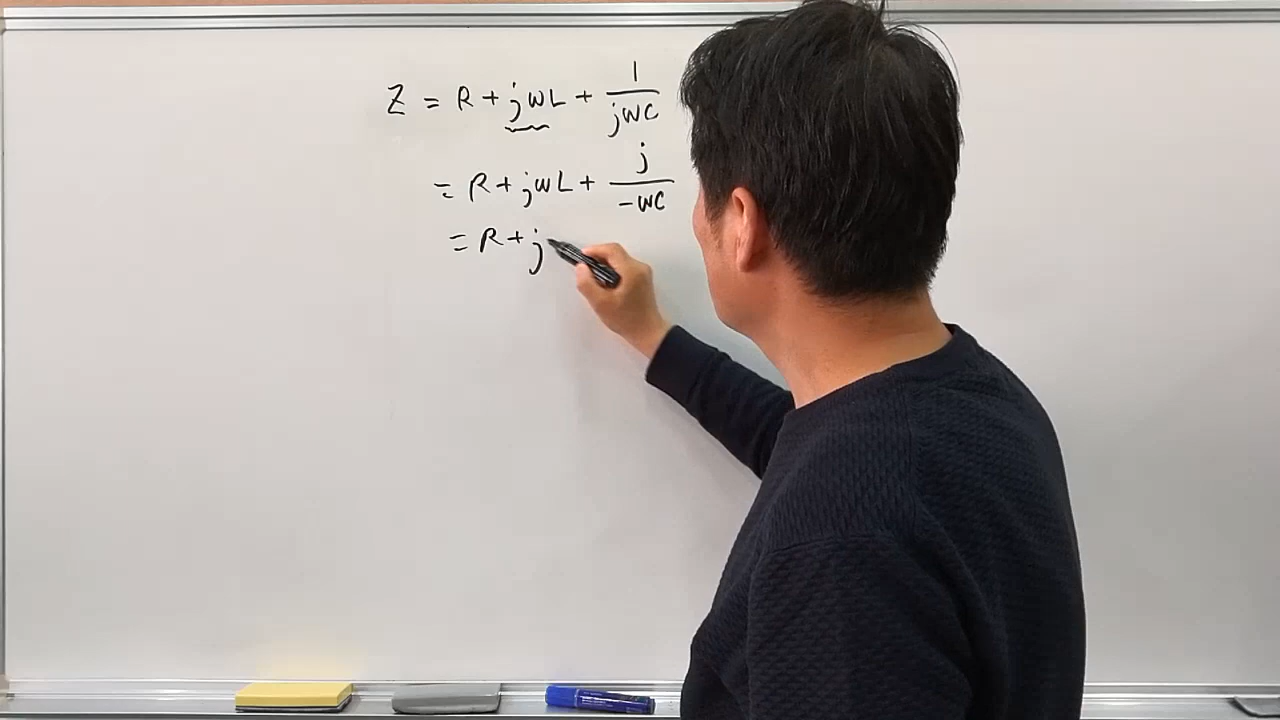 Z = R + jωL + 1/jωC
= R + jωL + j/-ωC
= R + j